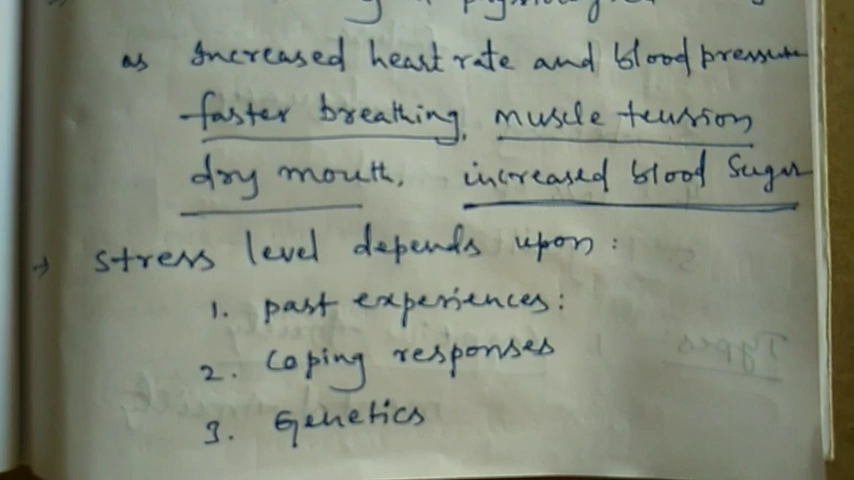 as Increased heart rate and blood pressure
faster breathing, muscle tension
dry mouth, increased blood Sugar
→ stress level depends upon:
1. past experiences:
2. Coping responses
3. Genetics